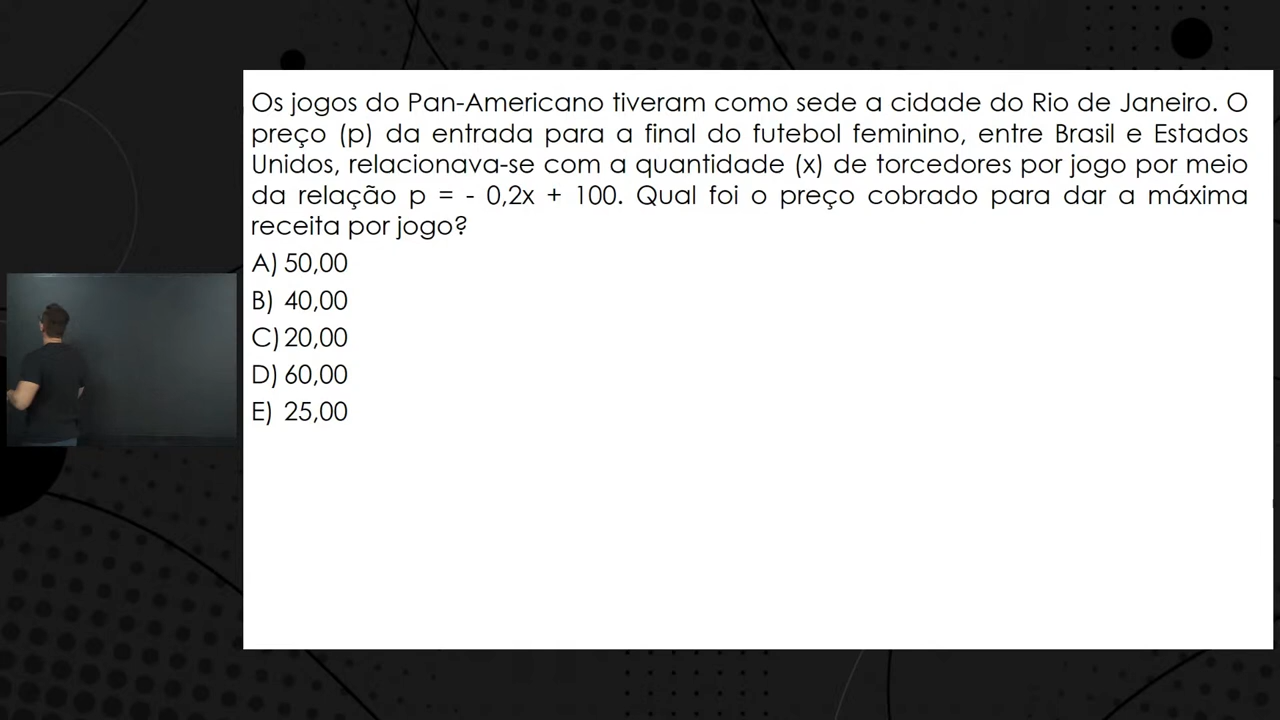 Os jogos do Pan-Americano tiveram como sede a cidade do Rio de Janeiro. O
preço (p) da entrada para a final do futebol feminino, entre Brasil e Estados
Unidos, relacionava-se com a quantidade (x) de torcedores por jogo por meio
da relação p = - 0,2x + 100. Qual foi o preço cobrado para dar a máxima
receita por jogo?
A) 50,00
B) 40,00
C) 20,00
D) 60,00
E) 25,00